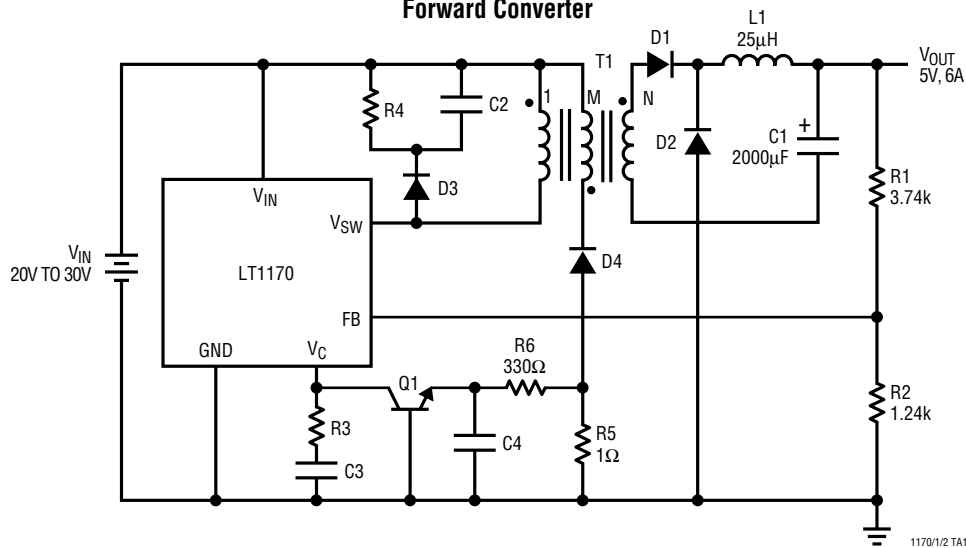 Forward Converter
L1
25µH
D1
VOUT
5V, 6A
T1
R4
C2
1
M
N
D2
C1
2000µF
+
R1
3.74k
D3
VIN
VSW
VIN
20V TO 30V
LT1170
D4
FB
GND
VC
R6
330Ω
Q1
R2
1.24k
R3
C4
R5
1Ω
C3
1170/1/2 TA1